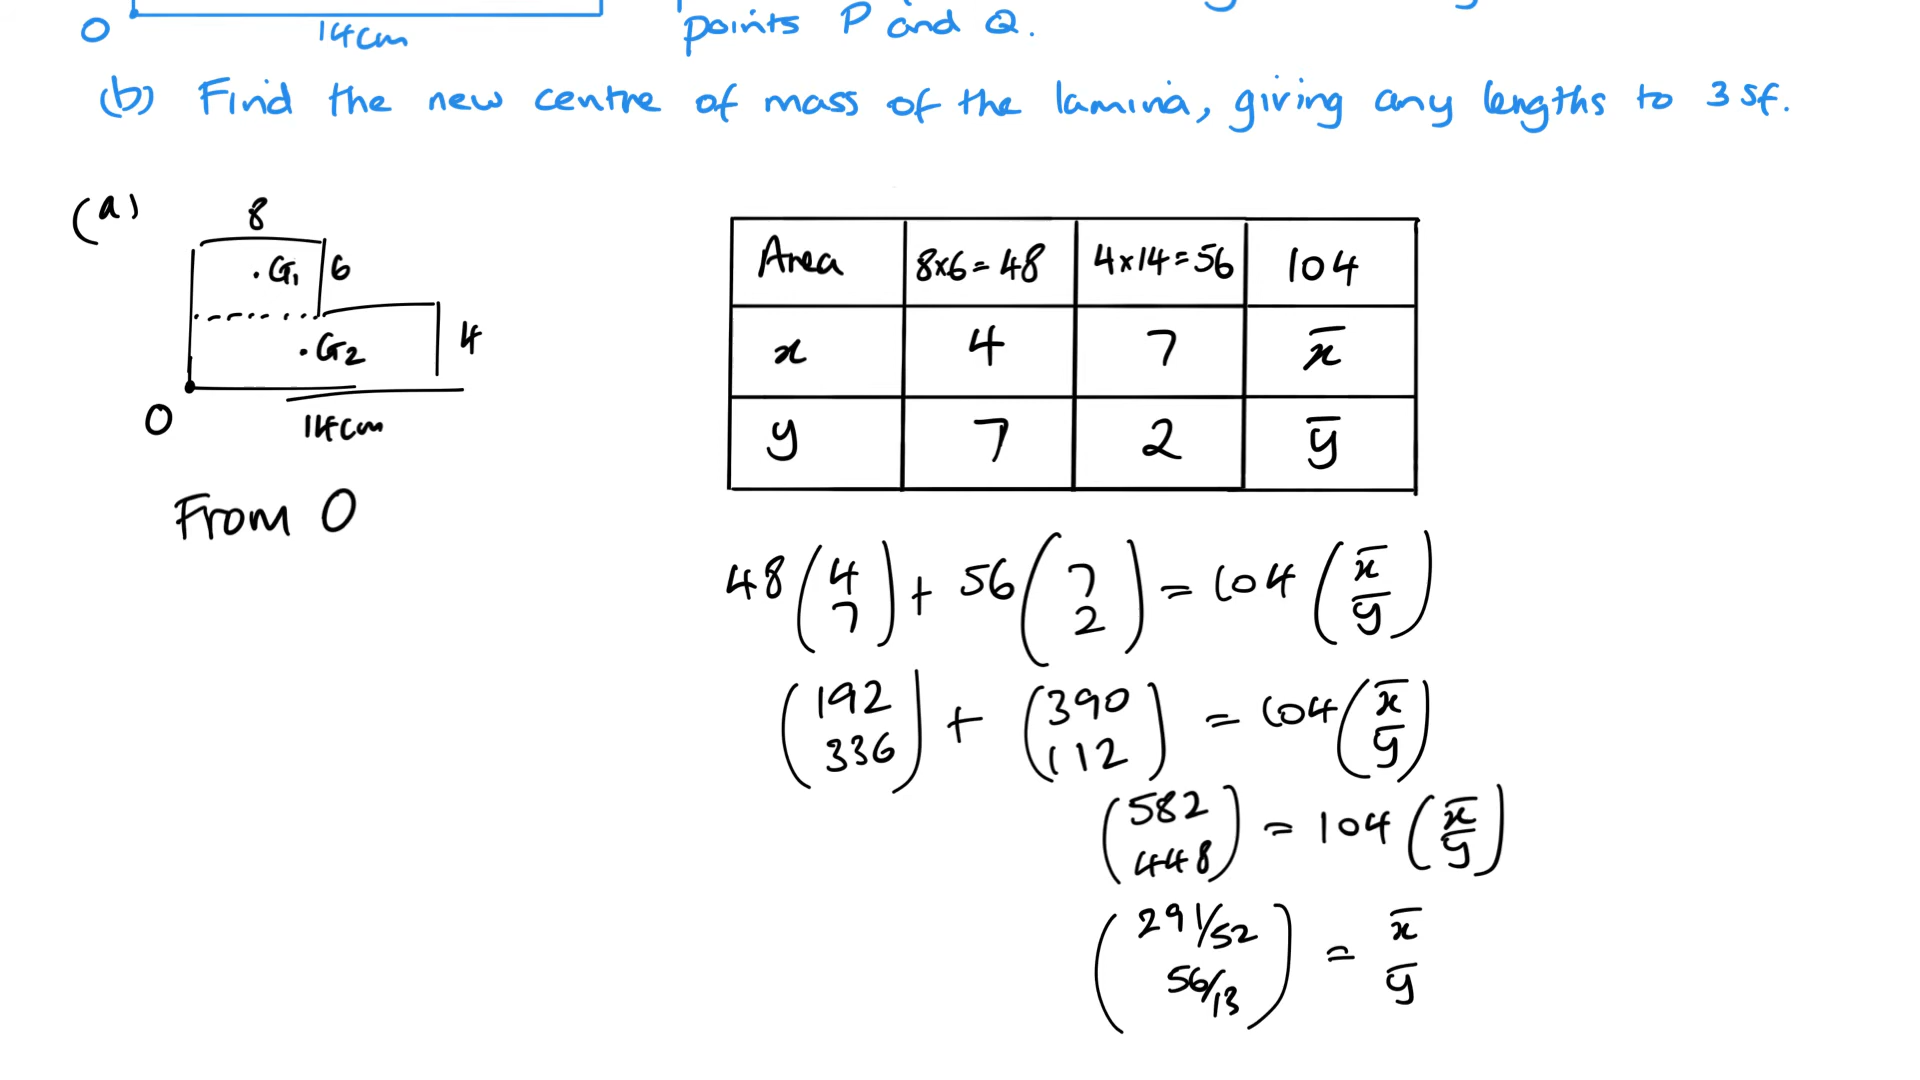 O 14cm points P and Q.
(b) Find the new centre of mass of the lamina, giving any lengths to 3 sf.
(a)
8
.G1 6
.G2 4
O
14cm
From O
Area 8x6=48 4x14=56 104
x 4 7 x̄
y 7 2 ȳ
48(4 7) + 56(7 2) = 104(x̄ ȳ)
(192 336) + (390 112) = 104(x̄ ȳ)
(582 448) = 104(x̄ ȳ)
(291/52 56/13) = x̄ ȳ